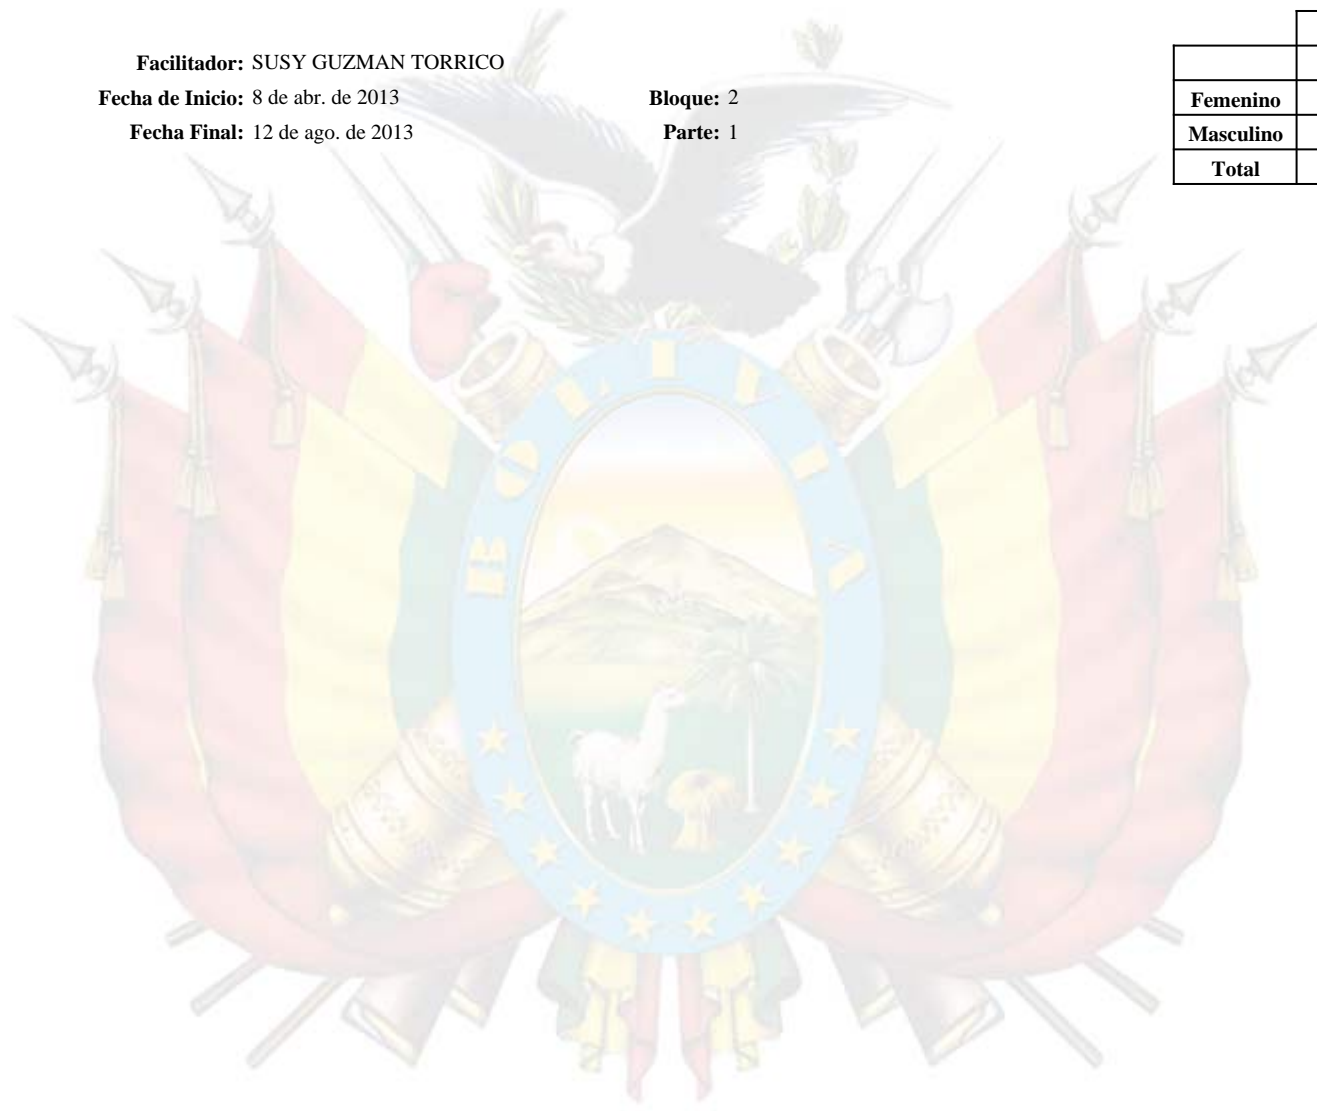 Facilitador: SUSY GUZMAN TORRICO
Fecha de Inicio: 8 de abr. de 2013 Bloque: 2
Fecha Final: 12 de ago. de 2013 Parte: 1
Femenino
Masculino
Total
BOLIVIA